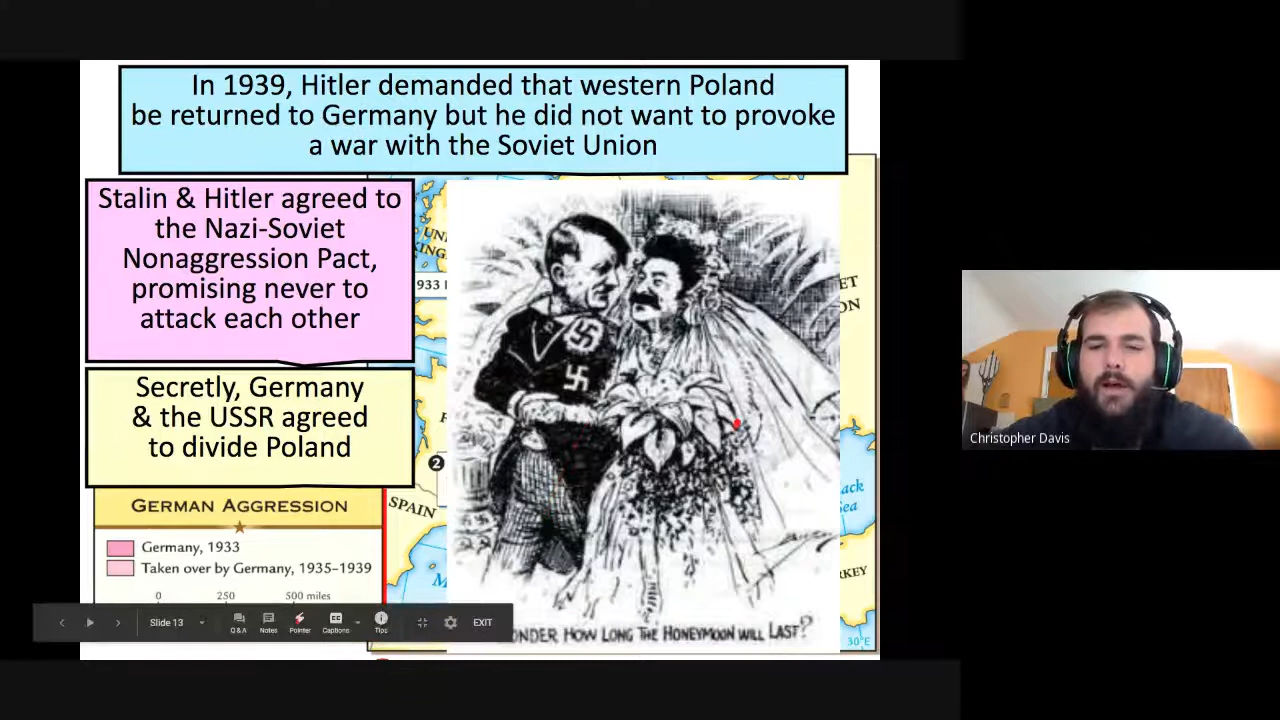 In 1939, Hitler demanded that western Poland
be returned to Germany but he did not want to provoke
a war with the Soviet Union
Stalin & Hitler agreed to
the Nazi-Soviet
Nonaggression Pact,
promising never to
attack each other
Secretly, Germany
& the USSR agreed
to divide Poland
933
2
SPAIN
GERMAN AGGRESSION
Germany, 1933
Taken over by Germany, 1935–1939
0 250 500 miles
30°E
ONDER HOW LONG THE HONEYMOON WILL LAST?
Slide 13
Q&A
Notes
Pointer
Captions
Tips
EXIT
Christopher Davis